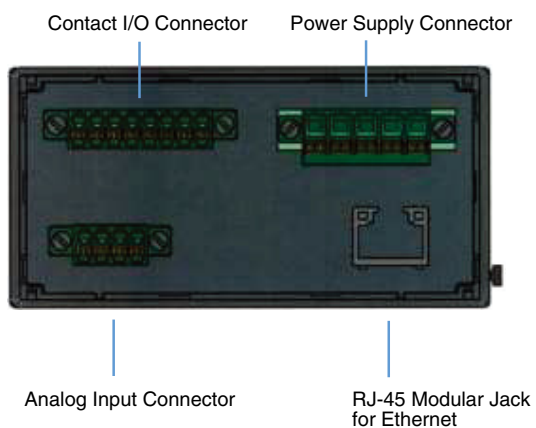 Contact I/O Connector
Power Supply Connector
Analog Input Connector
RJ-45 Modular Jack
for Ethernet